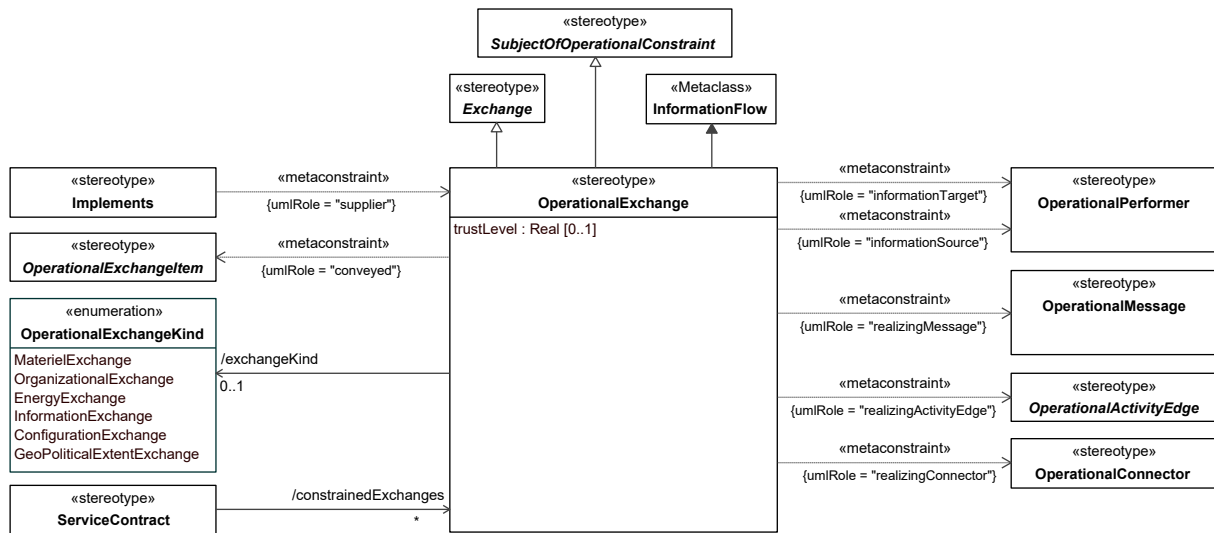 «stereotype»
SubjectOfOperationalConstraint
«stereotype»
Exchange
«Metaclass»
InformationFlow
«stereotype»
Implements
«metaconstraint»
{umlRole = "supplier"}
«stereotype»
OperationalExchange
trustLevel : Real [0..1]
«metaconstraint»
{umlRole = "informationTarget"}
«metaconstraint»
{umlRole = "informationSource"}
«stereotype»
OperationalPerformer
«stereotype»
OperationalExchangeItem
«metaconstraint»
{umlRole = "conveyed"}
«metaconstraint»
{umlRole = "realizingMessage"}
«stereotype»
OperationalMessage
«enumeration»
OperationalExchangeKind
MaterielExchange
OrganizationalExchange
EnergyExchange
InformationExchange
ConfigurationExchange
GeoPoliticalExtentExchange
/exchangeKind
0..1
«metaconstraint»
{umlRole = "realizingActivityEdge"}
«stereotype»
OperationalActivityEdge
«metaconstraint»
{umlRole = "realizingConnector"}
«stereotype»
OperationalConnector
«stereotype»
ServiceContract
/constrainedExchanges
*